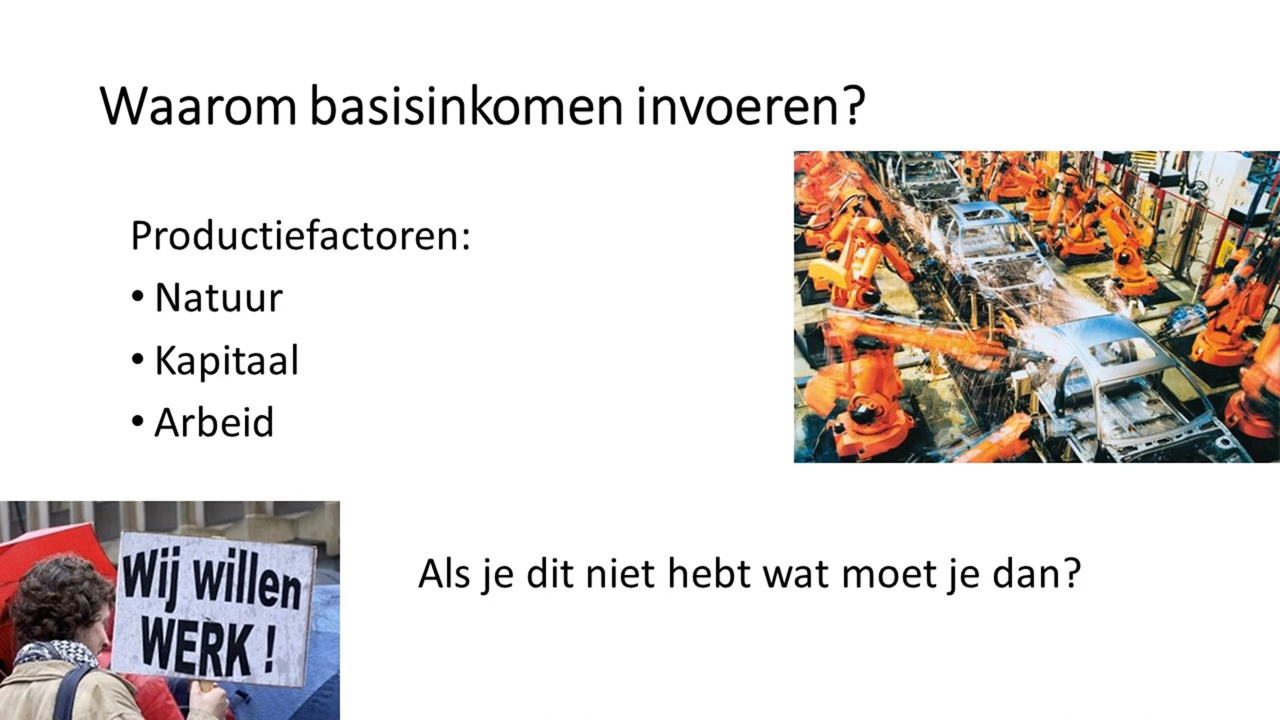 Waarom basisinkomen invoeren?
Productiefactoren:
• Natuur
• Kapitaal
• Arbeid
Wij willen
WERK !
Als je dit niet hebt wat moet je dan?